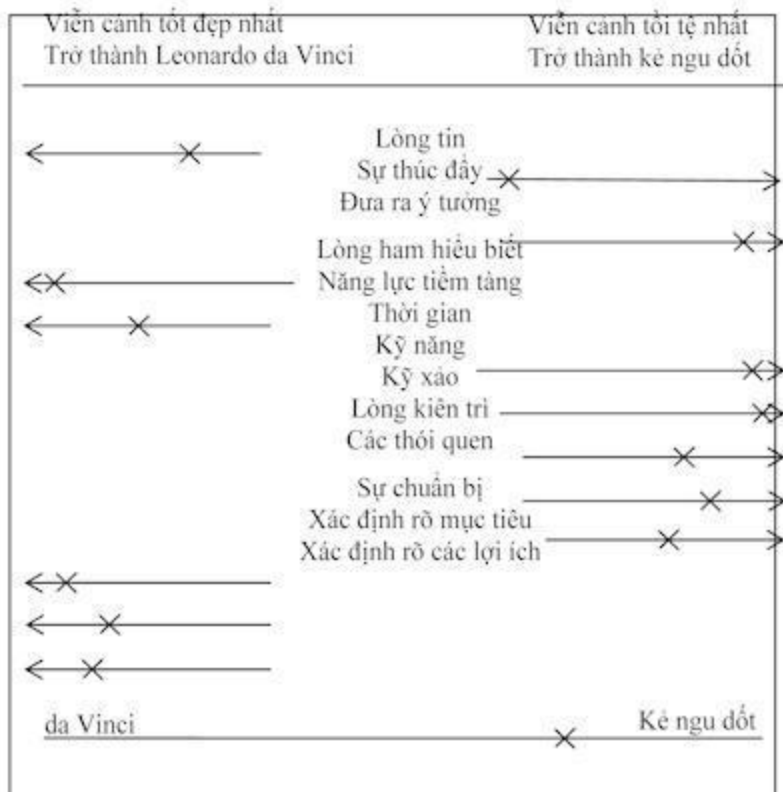 Viễn cảnh tốt đẹp nhất
Trở thành Leonardo da Vinci
Viễn cảnh tồi tệ nhất
Trở thành kẻ ngu dốt
Lòng tin
Sự thúc đẩy
Đưa ra ý tưởng
Lòng ham hiểu biết
Năng lực tiềm tàng
Thời gian
Kỹ năng
Kỹ xảo
Lòng kiên trì
Các thói quen
Sự chuẩn bị
Xác định rõ mục tiêu
Xác định rõ các lợi ích
da Vinci
Kẻ ngu dốt